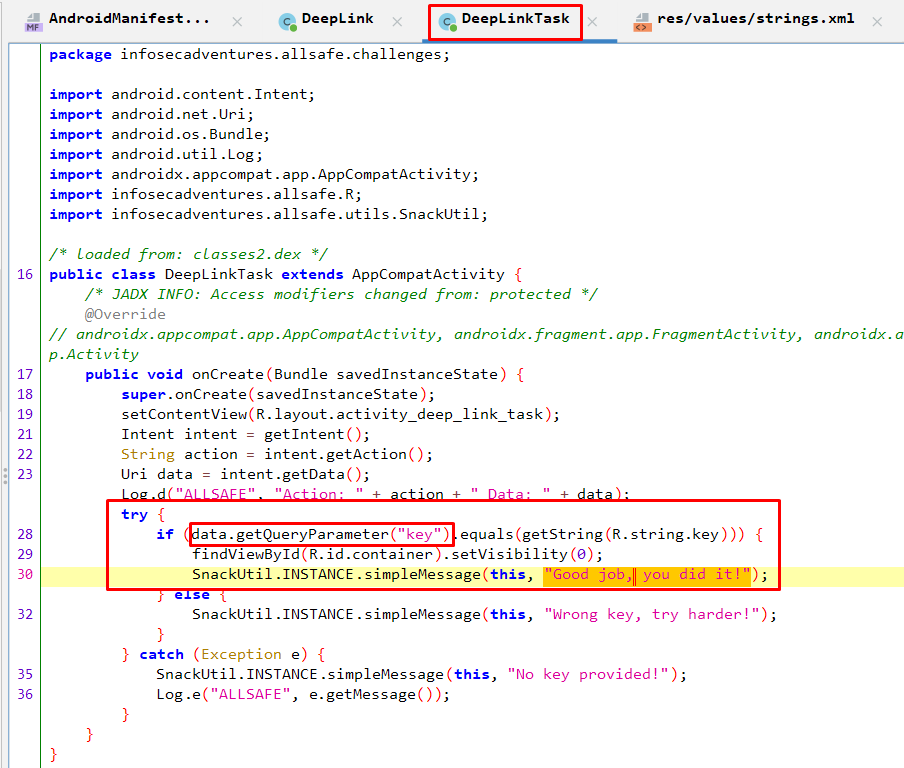 AndroidManifest... × DeepLink × DeepLinkTask × res/values/strings.xml ×
package infosecadventures.allsafe.challenges;
import android.content.Intent;
import android.net.Uri;
import android.os.Bundle;
import android.util.Log;
import androidx.appcompat.app.AppCompatActivity;
import infosecadventures.allsafe.R;
import infosecadventures.allsafe.utils.SnackUtil;
/* loaded from: classes2.dex */
16 public class DeepLinkTask extends AppCompatActivity {
/* JADX INFO: Access modifiers changed from: protected */
@Override
// androidx.appcompat.app.AppCompatActivity, androidx.fragment.app.FragmentActivity, androidx.a
p.Activity
17 public void onCreate(Bundle savedInstanceState) {
18 super.onCreate(savedInstanceState);
19 setContentView(R.layout.activity_deep_link_task);
21 Intent intent = getIntent();
22 String action = intent.getAction();
23 Uri data = intent.getData();
Log.d("ALLSAFE", "Action: " + action + " Data: " + data);
try {
28 if (data.getQueryParameter("key").equals(getString(R.string.key))) {
29 findViewById(R.id.container).setVisibility(0);
30 SnackUtil.INSTANCE.simpleMessage(this, "Good job, you did it!");
} else {
32 SnackUtil.INSTANCE.simpleMessage(this, "Wrong key, try harder!");
}
} catch (Exception e) {
35 SnackUtil.INSTANCE.simpleMessage(this, "No key provided!");
36 Log.e("ALLSAFE", e.getMessage());
}
}
}